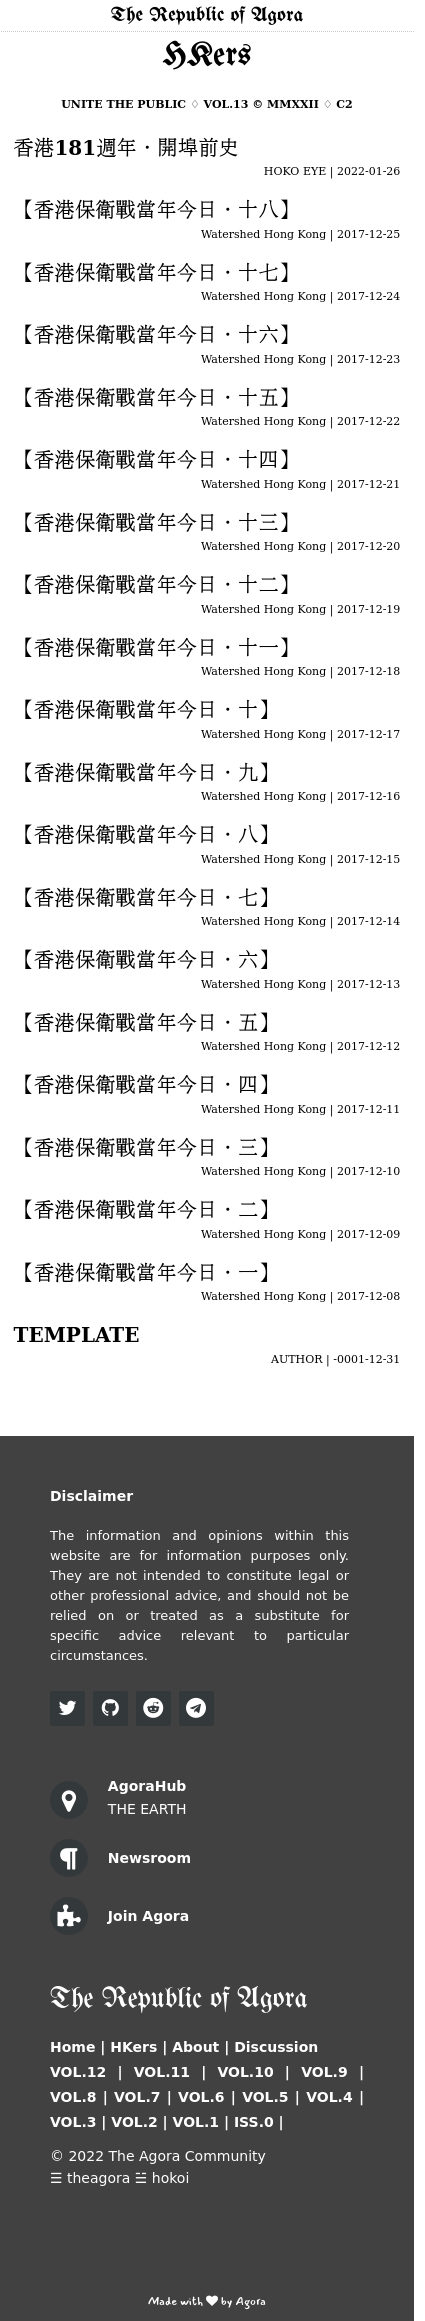 The Republic of Agora
HKers
UNITE THE PUBLIC ♢ VOL.13 © MMXXII ♢ C2
香港181週年‧開埠前史
HOKO EYE | 2022-01-26
【香港保衛戰當年今日‧十八】
Watershed Hong Kong | 2017-12-25
【香港保衛戰當年今日‧十七】
Watershed Hong Kong | 2017-12-24
【香港保衛戰當年今日‧十六】
Watershed Hong Kong | 2017-12-23
【香港保衛戰當年今日‧十五】
Watershed Hong Kong | 2017-12-22
【香港保衛戰當年今日‧十四】
Watershed Hong Kong | 2017-12-21
【香港保衛戰當年今日‧十三】
Watershed Hong Kong | 2017-12-20
【香港保衛戰當年今日‧十二】
Watershed Hong Kong | 2017-12-19
【香港保衛戰當年今日‧十一】
Watershed Hong Kong | 2017-12-18
【香港保衛戰當年今日‧十】
Watershed Hong Kong | 2017-12-17
【香港保衛戰當年今日‧九】
Watershed Hong Kong | 2017-12-16
【香港保衛戰當年今日‧八】
Watershed Hong Kong | 2017-12-15
【香港保衛戰當年今日‧七】
Watershed Hong Kong | 2017-12-14
【香港保衛戰當年今日‧六】
Watershed Hong Kong | 2017-12-13
【香港保衛戰當年今日‧五】
Watershed Hong Kong | 2017-12-12
【香港保衛戰當年今日‧四】
Watershed Hong Kong | 2017-12-11
【香港保衛戰當年今日‧三】
Watershed Hong Kong | 2017-12-10
【香港保衛戰當年今日‧二】
Watershed Hong Kong | 2017-12-09
【香港保衛戰當年今日‧一】
Watershed Hong Kong | 2017-12-08
TEMPLATE
AUTHOR | -0001-12-31
Disclaimer
The information and opinions within this
website are for information purposes only.
They are not intended to constitute legal or
other professional advice, and should not be
relied on or treated as a substitute for
specific advice relevant to particular
circumstances.
AgoraHub
THE EARTH
Newsroom
Join Agora
The Republic of Agora
Home | HKers | About | Discussion
VOL.12 | VOL.11 | VOL.10 | VOL.9 |
VOL.8 | VOL.7 | VOL.6 | VOL.5 | VOL.4 |
VOL.3 | VOL.2 | VOL.1 | ISS.0 |
© 2022 The Agora Community
☰ theagora ☱ hokoi
Made with ♥ by Agora